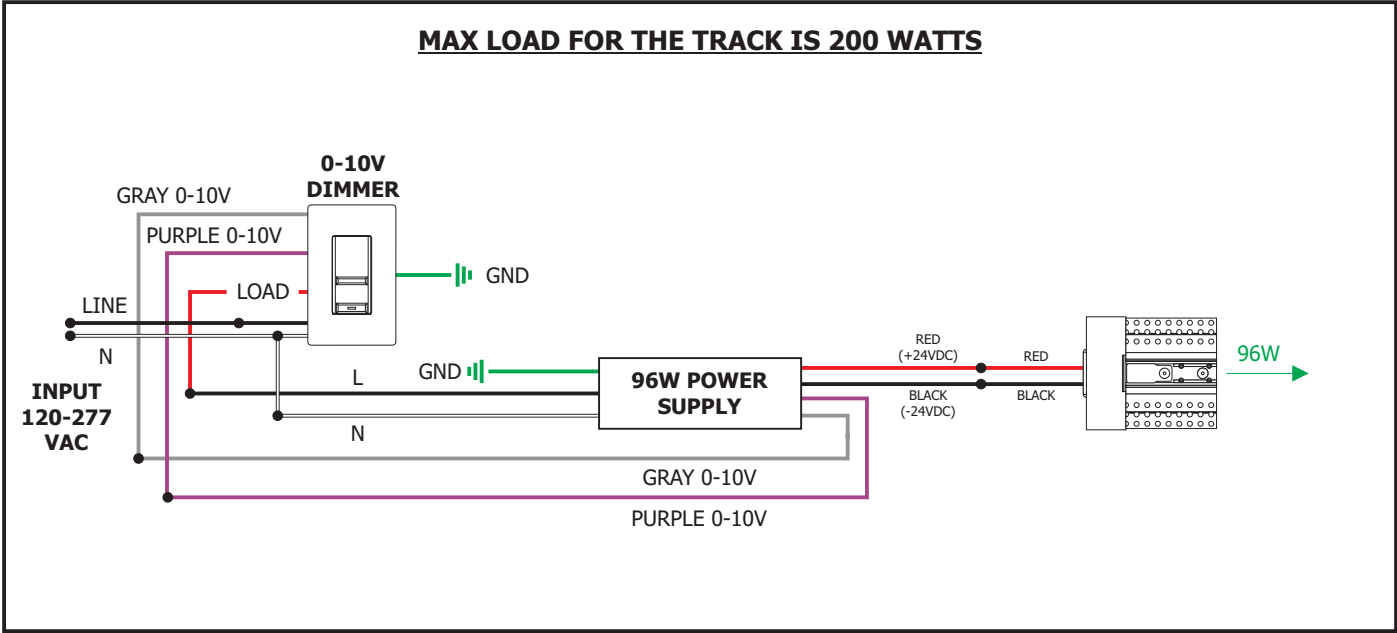 MAX LOAD FOR THE TRACK IS 200 WATTS
0-10V
DIMMER
GRAY 0-10V
PURPLE 0-10V
LOAD
GND
LINE
N
INPUT
120-277
VAC
L
N
GND
96W POWER
SUPPLY
RED
(+24VDC)
RED
BLACK
(-24VDC)
BLACK
96W
GRAY 0-10V
PURPLE 0-10V